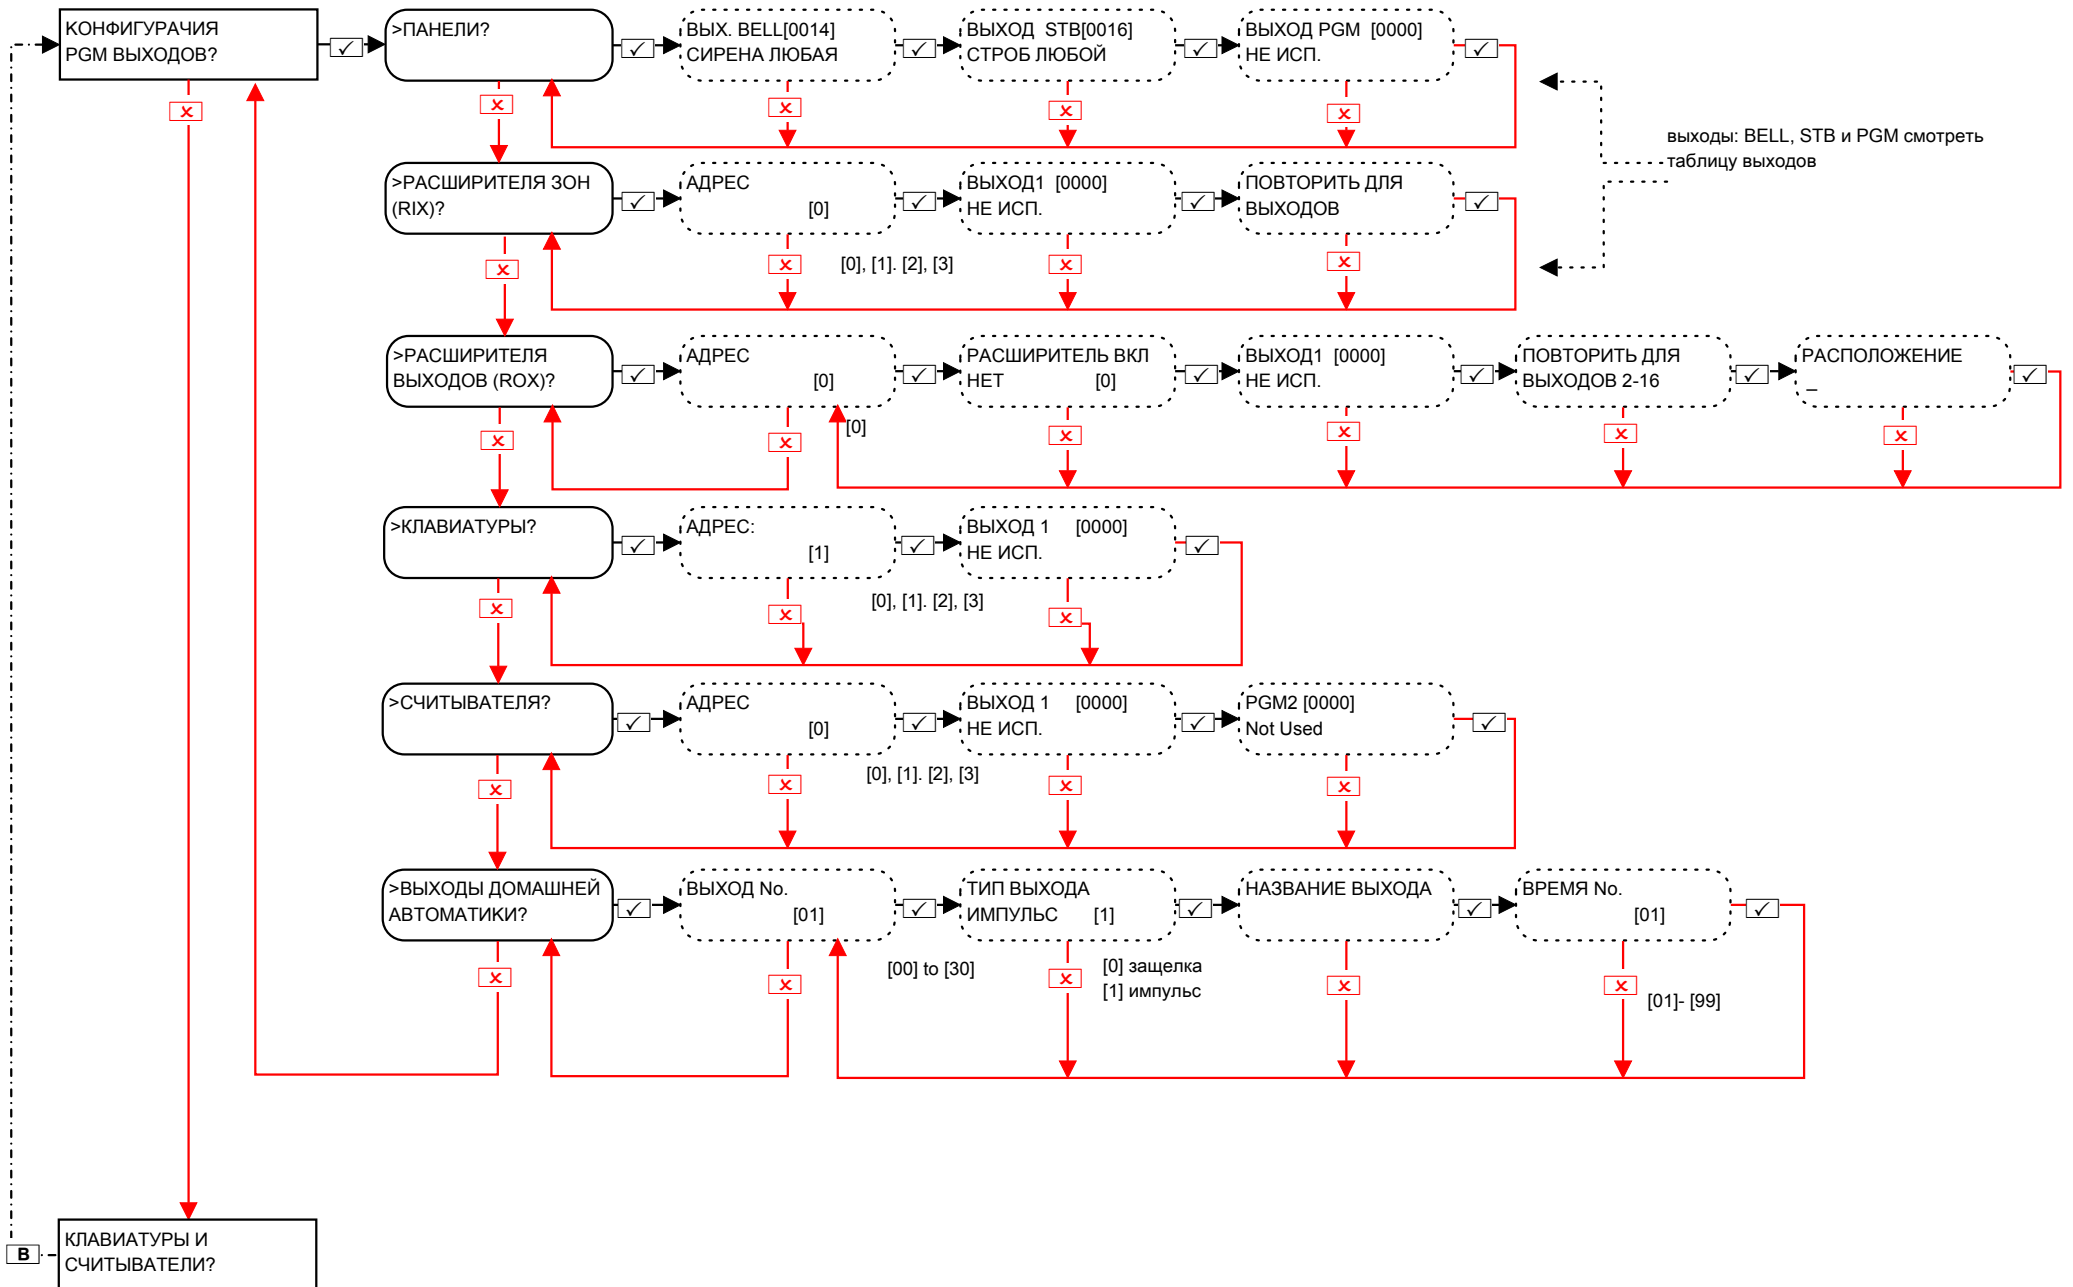 КОНФИГУРАЧИЯ
PGM ВЫХОДОВ?
>ПАНЕЛИ?
ВЫХ. BELL[0014]
СИРЕНА ЛЮБАЯ
ВЫХОД  STB[0016]
СТРОБ ЛЮБОЙ
ВЫХОД PGM  [0000]
НЕ ИСП.
выходы: BELL, STB и PGM смотреть
таблицу выходов
>РАСШИРИТЕЛЯ ЗОН
(RIX)?
АДРЕС
[0]
ВЫХОД1  [0000]
НЕ ИСП.
ПОВТОРИТЬ ДЛЯ
ВЫХОДОВ
[0], [1]. [2], [3]
>РАСШИРИТЕЛЯ
ВЫХОДОВ (ROX)?
АДРЕС
[0]
РАСШИРИТЕЛЬ ВКЛ
НЕТ [0]
ВЫХОД1  [0000]
НЕ ИСП.
ПОВТОРИТЬ ДЛЯ
ВЫХОДОВ 2-16
РАСПОЛОЖЕНИЕ
_
[0]
>КЛАВИАТУРЫ?
АДРЕС:
[1]
ВЫХОД 1 [0000]
НЕ ИСП.
[0], [1]. [2], [3]
>СЧИТЫВАТЕЛЯ?
АДРЕС
[0]
ВЫХОД 1 [0000]
НЕ ИСП.
PGM2 [0000]
Not Used
[0], [1]. [2], [3]
>ВЫХОДЫ ДОМАШНЕЙ
АВТОМАТИКИ?
ВЫХОД No.
[01]
ТИП ВЫХОДА
ИМПУЛЬС [1]
НАЗВАНИЕ ВЫХОДА
ВРЕМЯ No.
[01]
[00] to [30]
[0] защелка
[1] импульс
[01]- [99]
B
КЛАВИАТУРЫ И
СЧИТЫВАТЕЛИ?